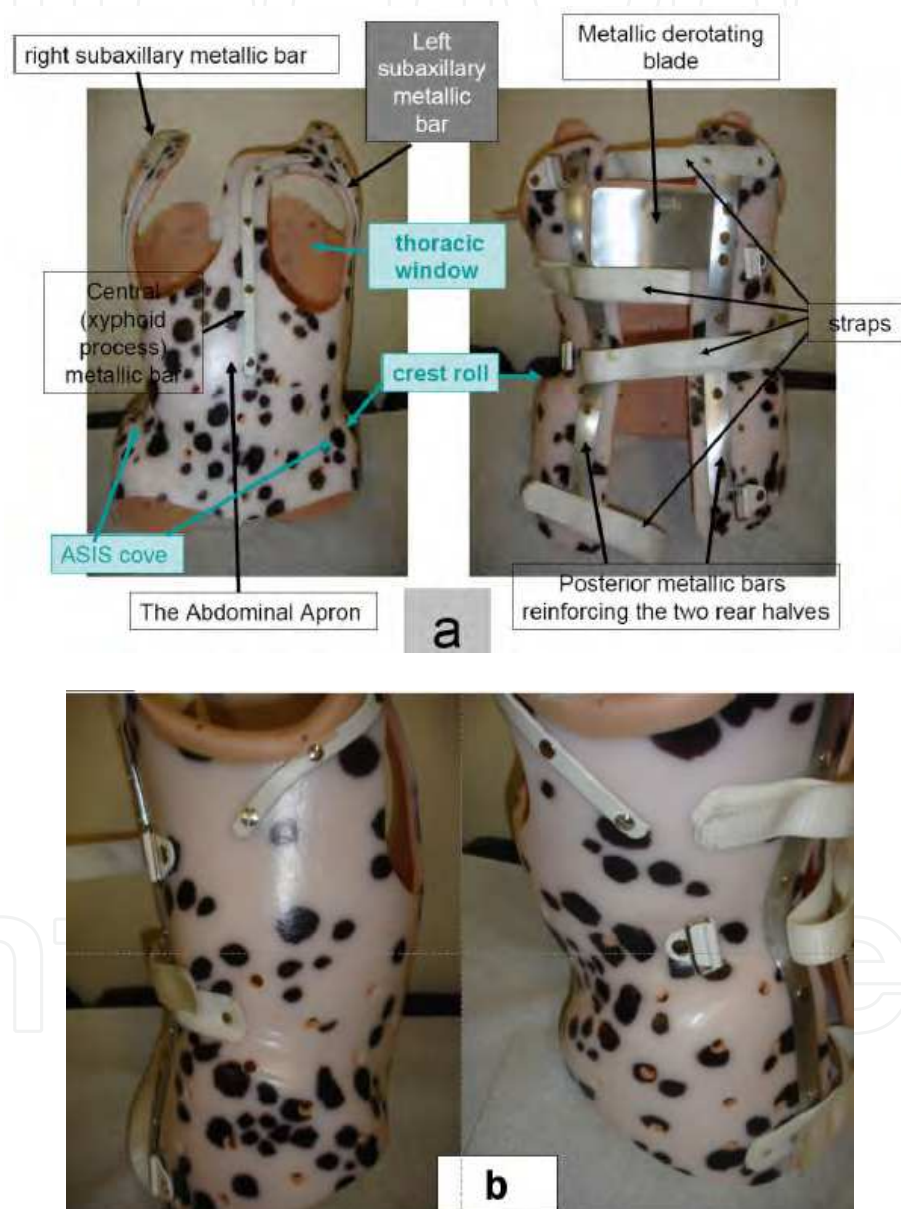 right subaxillary metallic bar
Left
subaxillary
metallic
bar
Metallic derotating
blade
thoracic
window
Central
(xyphoid
process)
metallic bar
straps
crest roll
ASIS cove
The Abdominal Apron
Posterior metallic bars
reinforcing the two rear halves
a
b